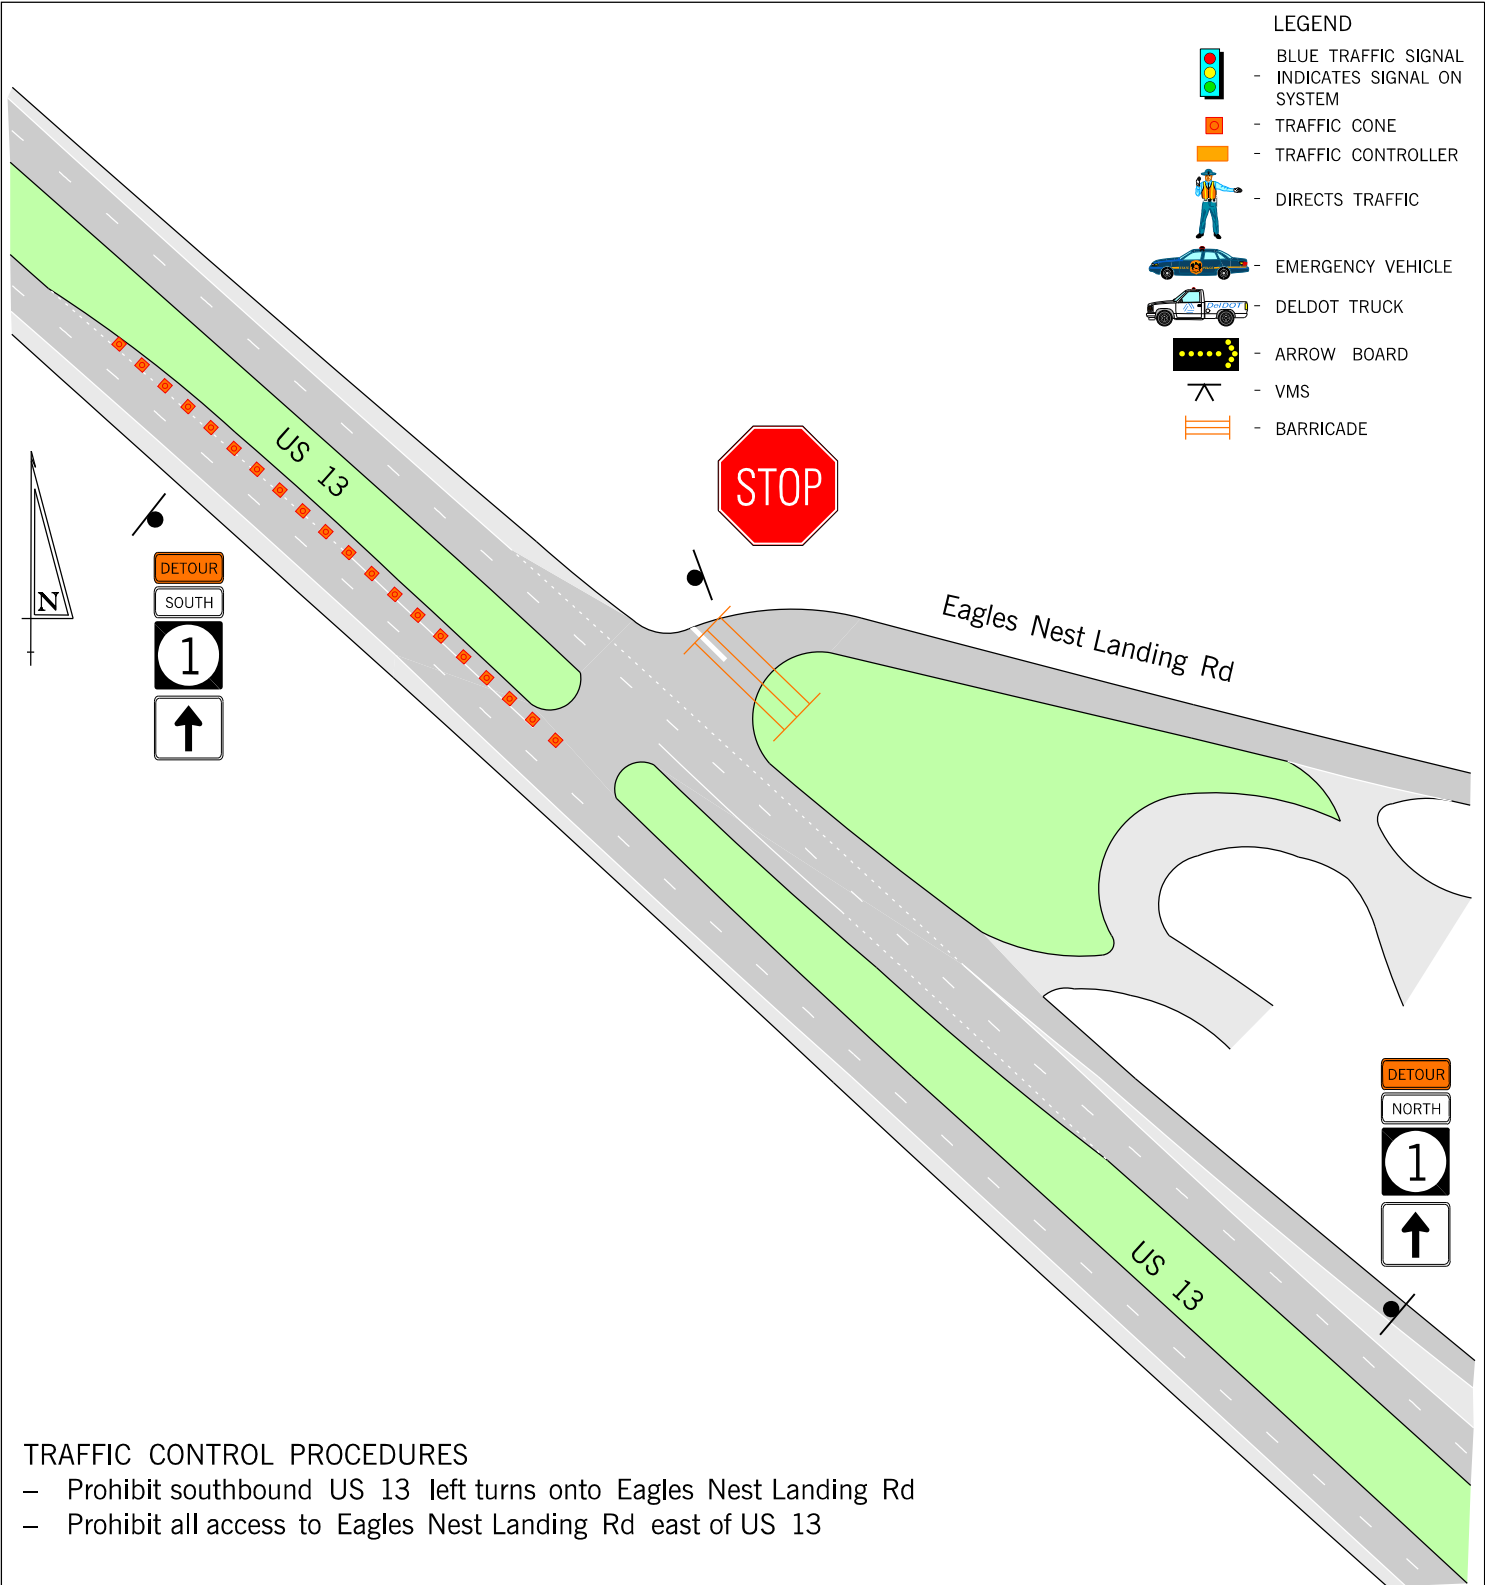 LEGEND
BLUE TRAFFIC SIGNAL
INDICATES SIGNAL ON
SYSTEM
- TRAFFIC CONE
- TRAFFIC CONTROLLER
- DIRECTS TRAFFIC
- EMERGENCY VEHICLE
DelDOT
- DELDOT TRUCK
- ARROW BOARD
- VMS
- BARRICADE
US 13
STOP
N
DETOUR
SOUTH
1
Eagles Nest Landing Rd
DETOUR
NORTH
1
US 13
TRAFFIC CONTROL PROCEDURES
– Prohibit southbound US 13 left turns onto Eagles Nest Landing Rd
– Prohibit all access to Eagles Nest Landing Rd east of US 13